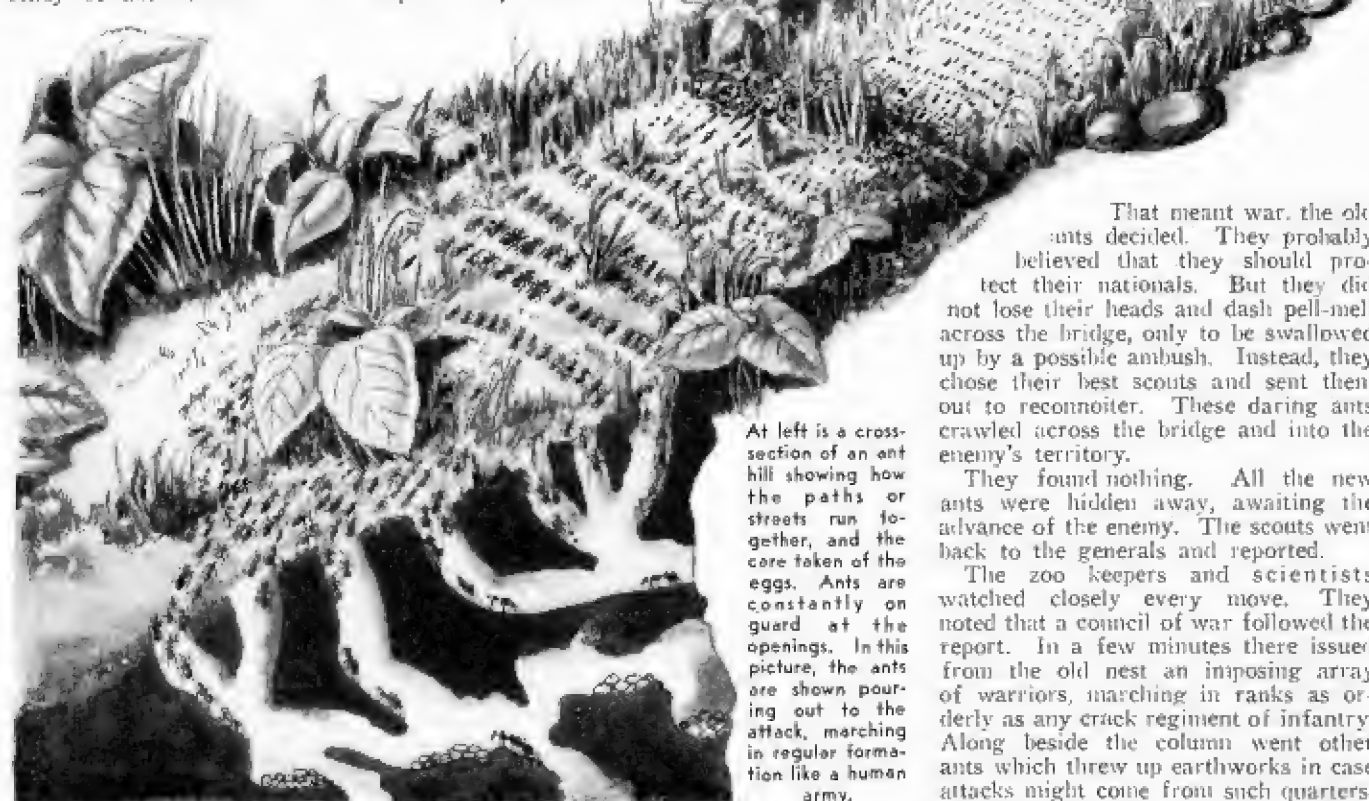 At left is a cross-
section of an ant
hill showing how
the paths or
streets run to-
gether, and the
care taken of the
eggs. Ants are
constantly on
guard at the
openings. In this
picture, the ants
are shown pour-
ing out to the
attack, marching
in regular forma-
tion like a human
army.
That meant war, the
ants decided. They probably
believed that they should pro-
tect their nationals. But they
not lose their heads and dash
across the bridge, only to be
up by a possible ambush. Instead, they
chose their best scouts and sent
out to reconnoiter. These daring ants
crawled across the bridge and into the
enemy's territory.
They found nothing. All the new
ants were hidden away, awaiting the
advance of the enemy. The scouts
back to the generals and reported.
The zoo keepers and scientists
watched closely every move. They
noted that a council of war followed the
report. In a few minutes there
from the old nest an imposing
of warriors, marching in ranks as or
derly as any crack regiment of infantry
Along beside the column went other
ants which threw up earthworks in case
attacks might come from such quarters